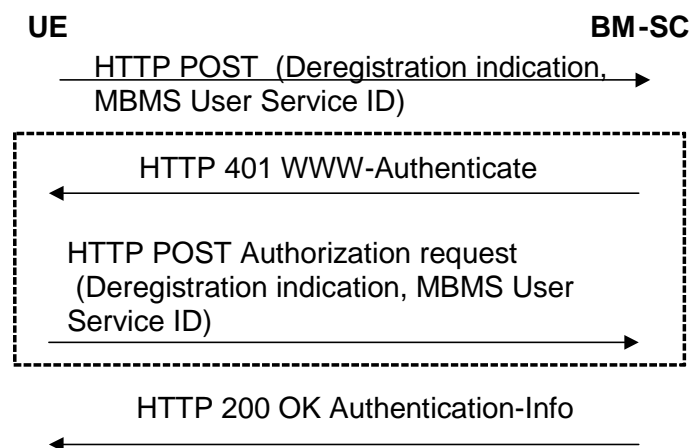 UE BM-SC
HTTP POST (Deregistration indication,
MBMS User Service ID)
HTTP 401 WWW-Authenticate
HTTP POST Authorization request
(Deregistration indication, MBMS User
Service ID)
HTTP 200 OK Authentication-Info